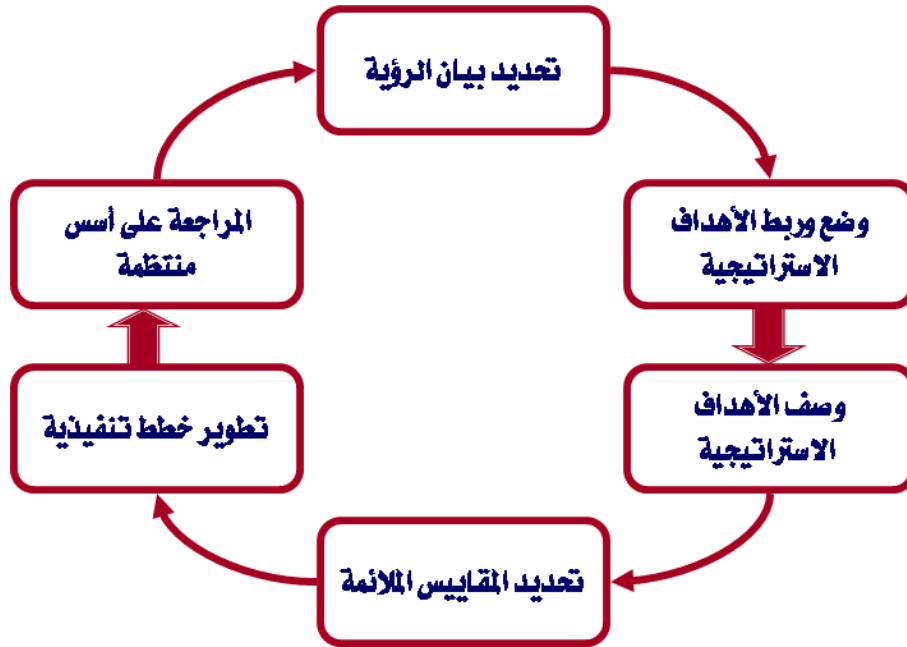 تحديد بيان الرؤية
وضع وربط الأهداف
الاستراتيجية
وصف الأهداف
الاستراتيجية
تحديد المقاييس الملائمة
تطوير خطط تنفيذية
المراجعة على أسس
منتظمة